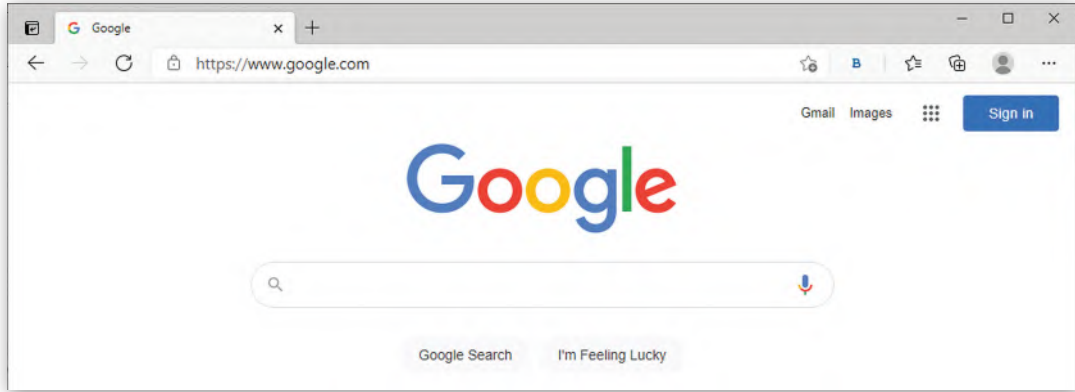 Google
https://www.google.com
B
Gmail Images
Sign in
Google
Google Search I'm Feeling Lucky